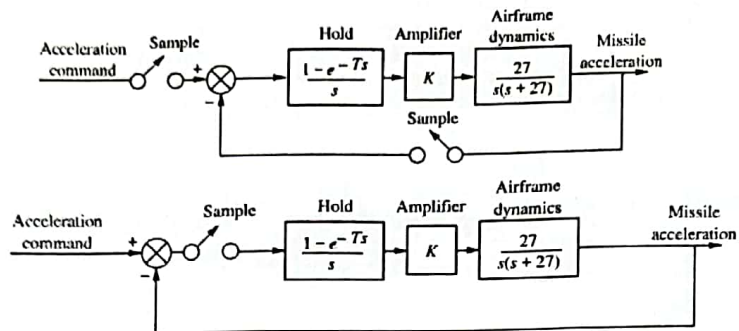 Airframe
dynamics
Hold Amplifier
Missile
acceleration
Sample
Acceleration
command
+
−
1 − e^− Ts
s
K
27
s(s + 27)
Sample
Airframe
dynamics
Hold Amplifier
Missile
acceleration
Sample
Acceleration
command
+
−
1 − e^− Ts
s
K
27
s(s + 27)